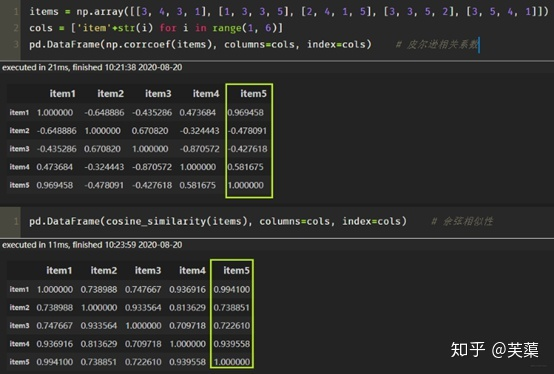 1 items = np.array([[3, 4, 3, 1], [1, 3, 3, 5], [2, 4, 1, 5], [3, 3, 5, 2], [3, 5, 4, 1]])
2 cols = ['item'+str(i) for i in range(1, 6)]
3 pd.DataFrame(np.corrcoef(items), columns=cols, index=cols) # 皮尔逊相关系数
executed in 21ms, finished 10:21:38 2020-08-20
item1 item2 item3 item4 item5
item1 1.000000 -0.648886 -0.435286 0.473684 0.969458
item2 -0.648886 1.000000 0.670820 -0.324443 -0.478091
item3 -0.435286 0.670820 1.000000 -0.870572 -0.427618
item4 0.473684 -0.324443 -0.870572 1.000000 0.581675
item5 0.969458 -0.478091 -0.427618 0.581675 1.000000
1 pd.DataFrame(cosine_similarity(items), columns=cols, index=cols) # 余弦相似性
executed in 11ms, finished 10:23:59 2020-08-20
item1 item2 item3 item4 item5
item1 1.000000 0.738988 0.747667 0.936916 0.994100
item2 0.738988 1.000000 0.933564 0.813629 0.738851
item3 0.747667 0.933564 1.000000 0.709718 0.722610
item4 0.936916 0.813629 0.709718 1.000000 0.939558
item5 0.994100 0.738851 0.722610 0.939558 1.000000
知乎 @芙蕖